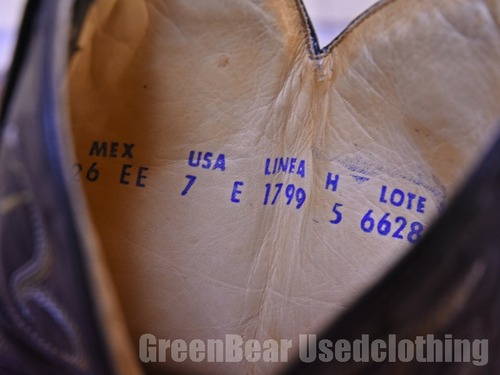 MEX USA LINEA H LOTE
26 EE 7 E 1799 5 6628
GreenBear Usedclothing